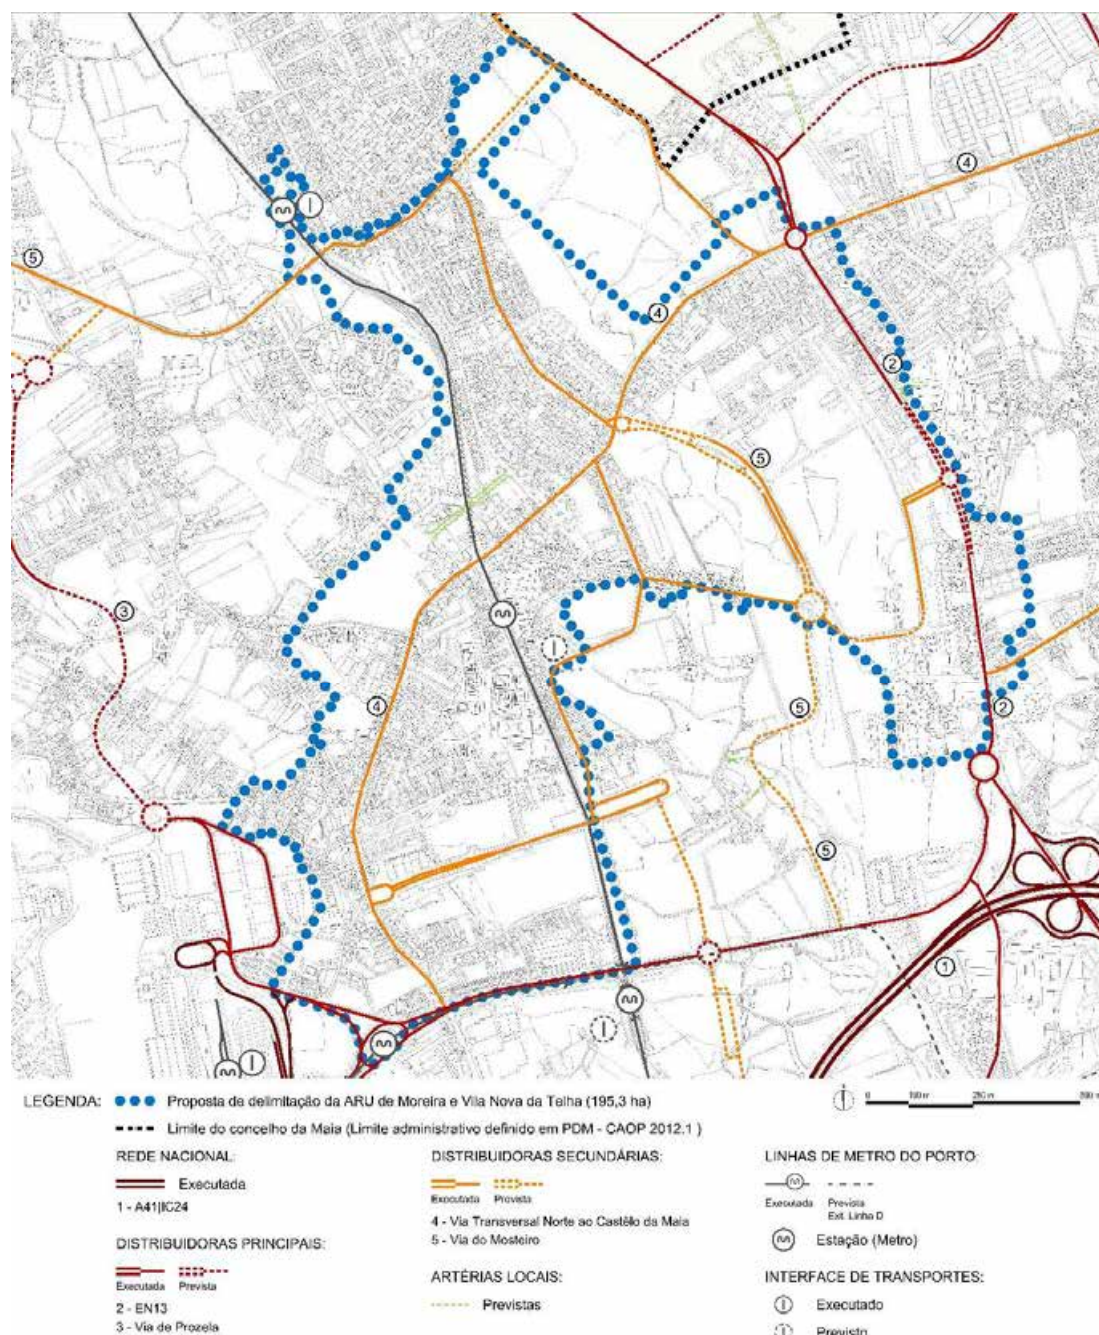 4
5
4
2
5
3
4
5
2
5
1
LEGENDA:
Proposta de delimitação da ARU de Moreira e Vila Nova da Telha (195,3 ha)
Limite do concelho da Maia (Limite administrativo definido em PDM - CAOP 2012.1 )
REDE NACIONAL:
Executada
1 - A41|IC24
DISTRIBUIDORAS PRINCIPAIS:
Executada Prevista
2 - EN13
3 - Via de Prozela
DISTRIBUIDORAS SECUNDÁRIAS:
Executada Prevista
4 - Via Transversal Norte ao Castêlo da Maia
5 - Via do Mosteiro
ARTÉRIAS LOCAIS:
Previstas
LINHAS DE METRO DO PORTO:
Executada Prevista
Ext. Linha D
Estação (Metro)
INTERFACE DE TRANSPORTES:
Executado
Previsto